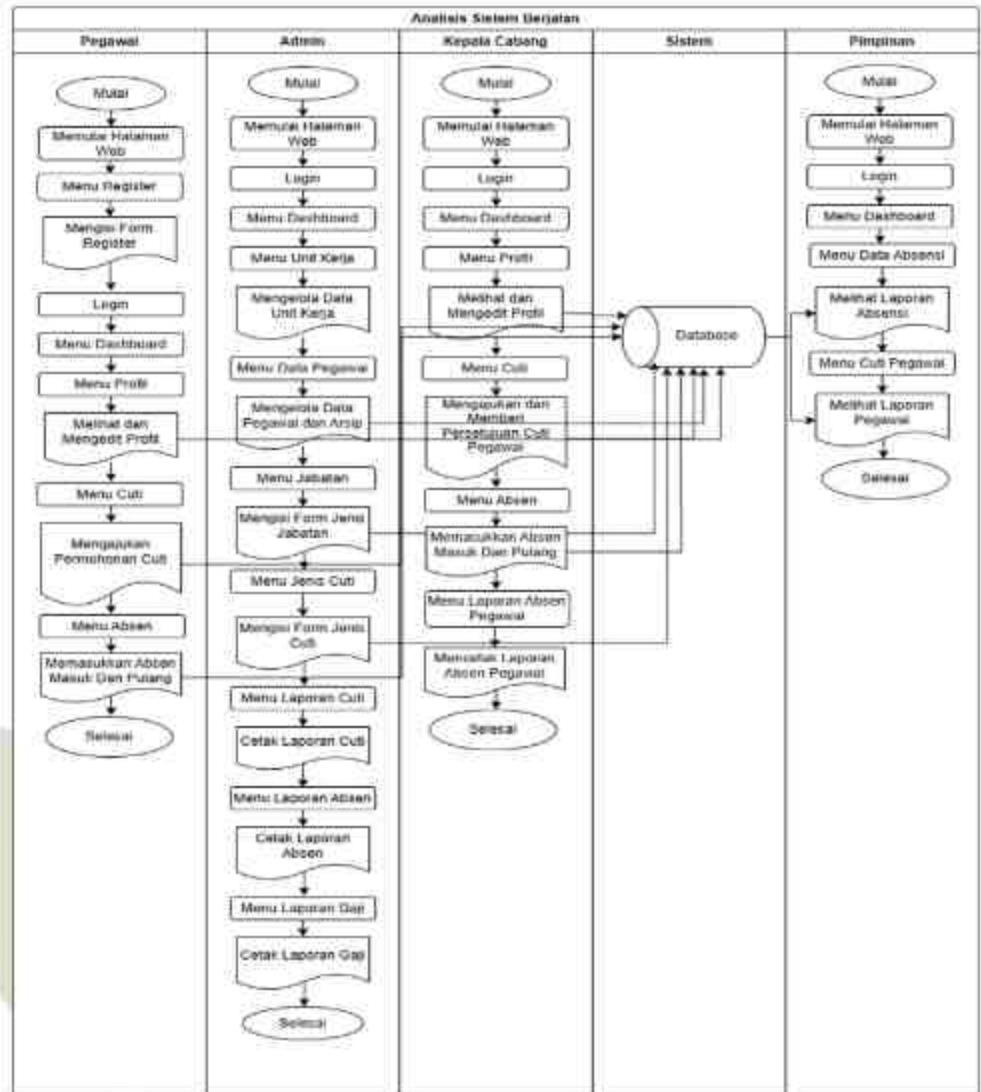 Analisis Sistem Berjalan
Pegawai
Admin
Kepala Cabang
Sistem
Pimpinan
Mulai
Memulai Halaman
Web
Menu Register
Mengisi Form
Register
Login
Menu Dashboard
Menu Profil
Melihat dan
Mengedit Profil
Menu Cuti
Mengajukan
Permohonan Cuti
Menu Absen
Memasukkan Absen
Masuk Dan Pulang
Selesai
Mulai
Memulai Halaman
Web
Login
Menu Dashboard
Menu Unit Kerja
Mengelola Data
Unit Kerja
Menu Data Pegawai
Mengelola Data
Pegawai dan Arsip
Menu Jabatan
Mengisi Form Jenis
Jabatan
Menu Jenis Cuti
Mengisi Form Jenis
Cuti
Menu Laporan Cuti
Cetak Laporan Cuti
Menu Laporan Absen
Cetak Laporan
Absen
Menu Laporan Gaji
Cetak Laporan Gaji
Selesai
Mulai
Memulai Halaman
Web
Login
Menu Dashboard
Menu Profil
Melihat dan
Mengedit Profil
Menu Cuti
Mengajukan dan
Memberi
Persetujuan Cuti
Pegawai
Menu Absen
Memasukkan Absen
Masuk Dan Pulang
Menu Laporan Absen
Pegawai
Mencetak Laporan
Absen Pegawai
Selesai
Database
Mulai
Memulai Halaman
Web
Login
Menu Dashboard
Menu Data Absensi
Melihat Laporan
Absensi
Menu Cuti Pegawai
Melihat Laporan
Pegawai
Selesai